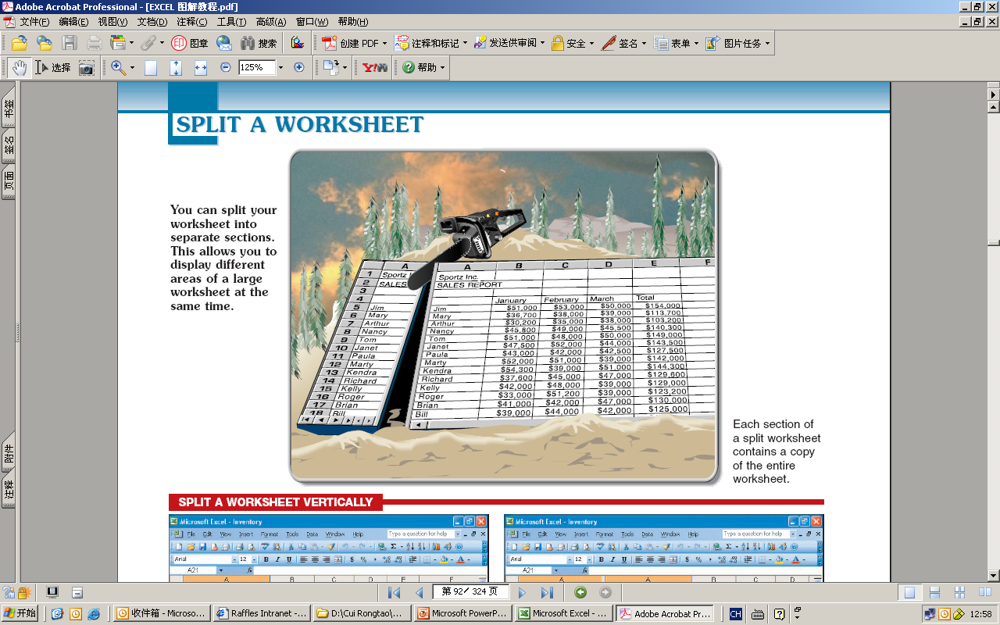 Adobe Acrobat Professional - [EXCEL 图解教程.pdf]
文件(F) 编辑(E) 视图(V) 文档(D) 注释(C) 工具(T) 高级(A) 窗口(W) 帮助(H)
图章 搜索 创建 PDF 注释和标记 发送供审阅 安全 签名 表单 图片任务
选择 125% Y! 帮助
书签
签名
页面
附件
注释
SPLIT A WORKSHEET
You can split your
worksheet into
separate sections.
This allows you to
display different
areas of a large
worksheet at the
same time.
A A B C D E F
1 Sportz Sportz Inc.
2 SALES SALES REPORT
3
4 January February March Total
5 Jim Jim $51,000 $53,000 $50,000 $154,000
6 Mary Mary $36,700 $38,000 $39,000 $113,700
7 Arthur Arthur $30,200 $35,000 $38,000 $103,200
8 Nancy Nancy $45,800 $49,000 $45,500 $140,300
9 Tom Tom $51,000 $48,000 $50,000 $149,000
10 Janet Janet $47,500 $52,000 $44,000 $143,500
11 Paula Paula $43,000 $42,000 $42,500 $127,500
12 Marty Marty $52,000 $51,000 $39,000 $142,000
13 Kendra Kendra $54,300 $39,000 $51,000 $144,300
14 Richard Richard $37,600 $45,000 $47,000 $129,600
15 Kelly Kelly $42,000 $48,000 $39,000 $129,000
16 Roger Roger $33,000 $51,200 $39,000 $123,200
17 Brian Brian $41,000 $42,000 $47,000 $130,000
18 Bill Bill $39,000 $44,000 $42,000 $125,000
Each section of
a split worksheet
contains a copy
of the entire
worksheet.
SPLIT A WORKSHEET VERTICALLY
Microsoft Excel - Inventory
File Edit View Insert Format Tools Data Window Help Type a question for help
Arial 12 B I U $ % ,
A21 fx
A B C D E F
Microsoft Excel - Inventory
File Edit View Insert Format Tools Data Window Help Type a question for help
Arial 12 B I U $ % ,
A21 fx
A A B C D
第 92/ 324 页
开始 收件箱 - Microso... Raffles Intranet -... D:\Cui Rongtao\... Microsoft PowerP... Microsoft Excel - ... Adobe Acrobat Pr... CH 12:58